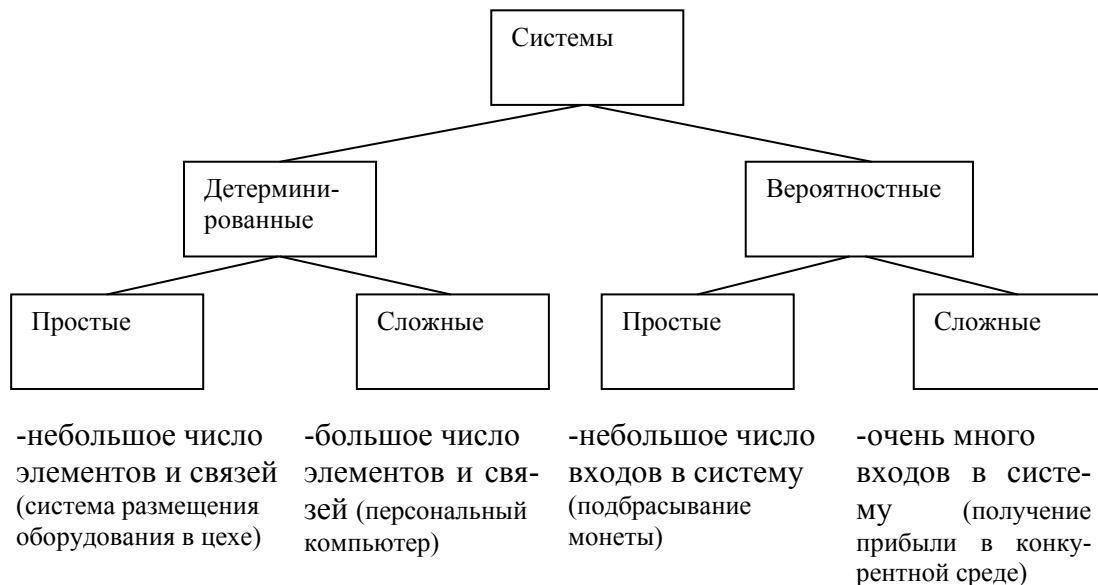 Системы
Детермини-
рованные
Вероятностные
Простые
Сложные
Простые
Сложные
-небольшое число
элементов и связей
(система размещения
оборудования в цехе)
-большое число
элементов и свя-
зей (персональный
компьютер)
-небольшое число
входов в систему
(подбрасывание
монеты)
-очень много
входов в систе-
му (получение
прибыли в конку-
рентной среде)